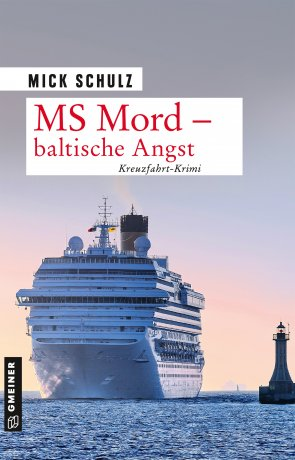 MICK SCHULZ
MS Mord –
baltische Angst
Kreuzfahrt-Krimi
GMEINER